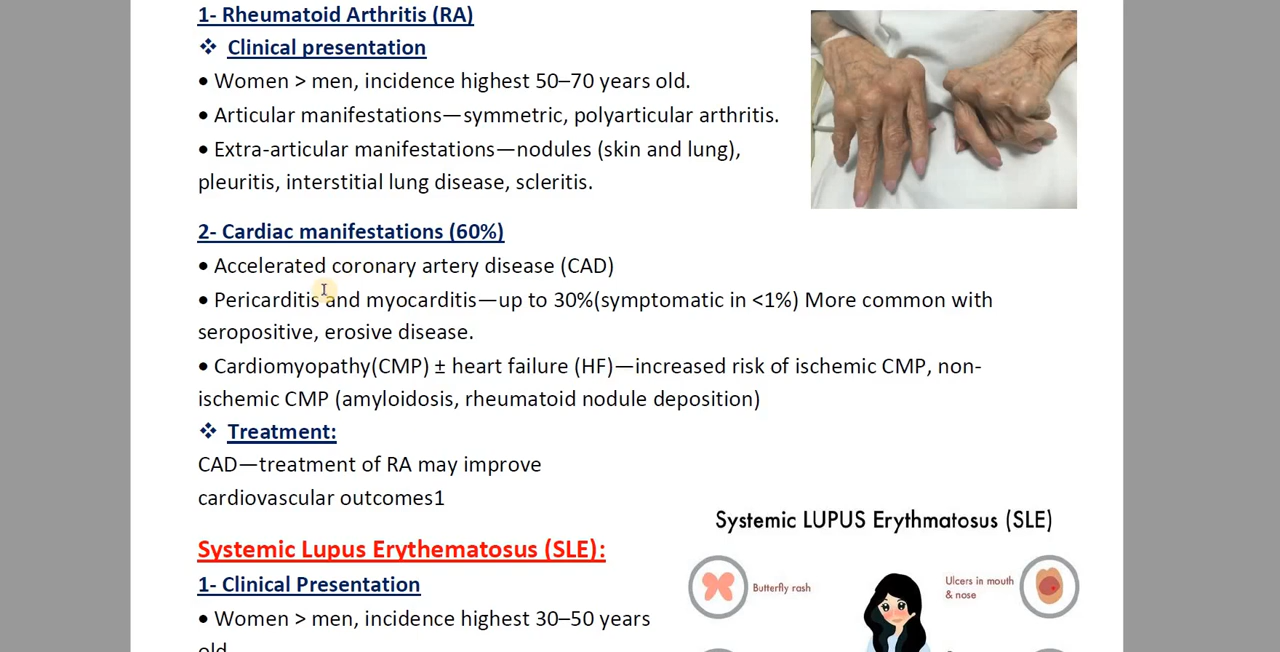 1- Rheumatoid Arthritis (RA)
❖ Clinical presentation
• Women > men, incidence highest 50–70 years old.
• Articular manifestations—symmetric, polyarticular arthritis.
• Extra-articular manifestations—nodules (skin and lung),
pleuritis, interstitial lung disease, scleritis.
2- Cardiac manifestations (60%)
• Accelerated coronary artery disease (CAD)
• Pericarditis and myocarditis—up to 30%(symptomatic in <1%) More common with
seropositive, erosive disease.
• Cardiomyopathy(CMP) ± heart failure (HF)—increased risk of ischemic CMP, non-
ischemic CMP (amyloidosis, rheumatoid nodule deposition)
❖ Treatment:
CAD—treatment of RA may improve
cardiovascular outcomes1
Systemic Lupus Erythematosus (SLE):
1- Clinical Presentation
• Women > men, incidence highest 30–50 years
old.
Systemic LUPUS Erythmatosus (SLE)
Butterfly rash
Ulcers in mouth
& nose